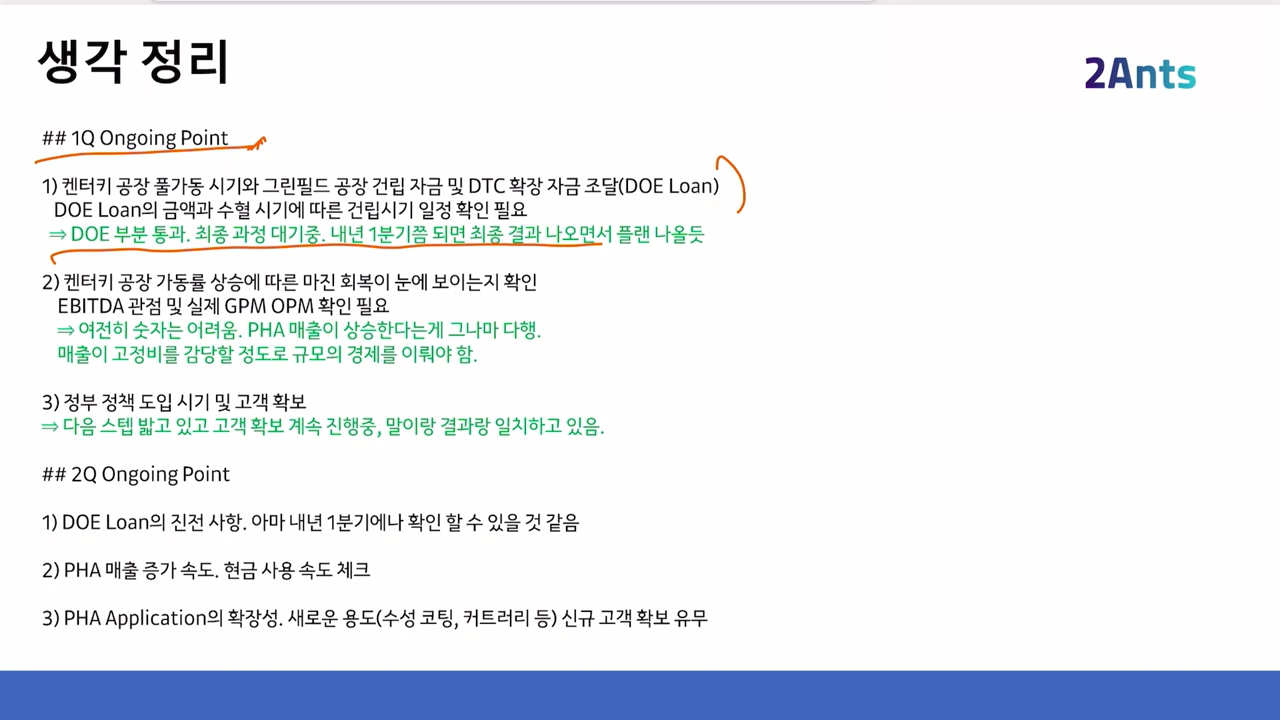 생각 정리
2Ants
## 1Q Ongoing Point
1) 켄터키 공장 풀가동 시기와 그린필드 공장 건립 자금 및 DTC 확장 자금 조달(DOE Loan)
DOE Loan의 금액과 수혈 시기에 따른 건립시기 일정 확인 필요
⇒ DOE 부분 통과. 최종 과정 대기중. 내년 1분기쯤 되면 최종 결과 나오면서 플랜 나올듯
2) 켄터키 공장 가동률 상승에 따른 마진 회복이 눈에 보이는지 확인
EBITDA 관점 및 실제 GPM OPM 확인 필요
⇒ 여전히 숫자는 어려움. PHA 매출이 상승한다는게 그나마 다행.
매출이 고정비를 감당할 정도로 규모의 경제를 이뤄야 함.
3) 정부 정책 도입 시기 및 고객 확보
⇒ 다음 스텝 밟고 있고 고객 확보 계속 진행중, 말이랑 결과랑 일치하고 있음.
## 2Q Ongoing Point
1) DOE Loan의 진전 사항. 아마 내년 1분기에나 확인 할 수 있을 것 같음
2) PHA 매출 증가 속도. 현금 사용 속도 체크
3) PHA Application의 확장성. 새로운 용도(수성 코팅, 커트러리 등) 신규 고객 확보 유무